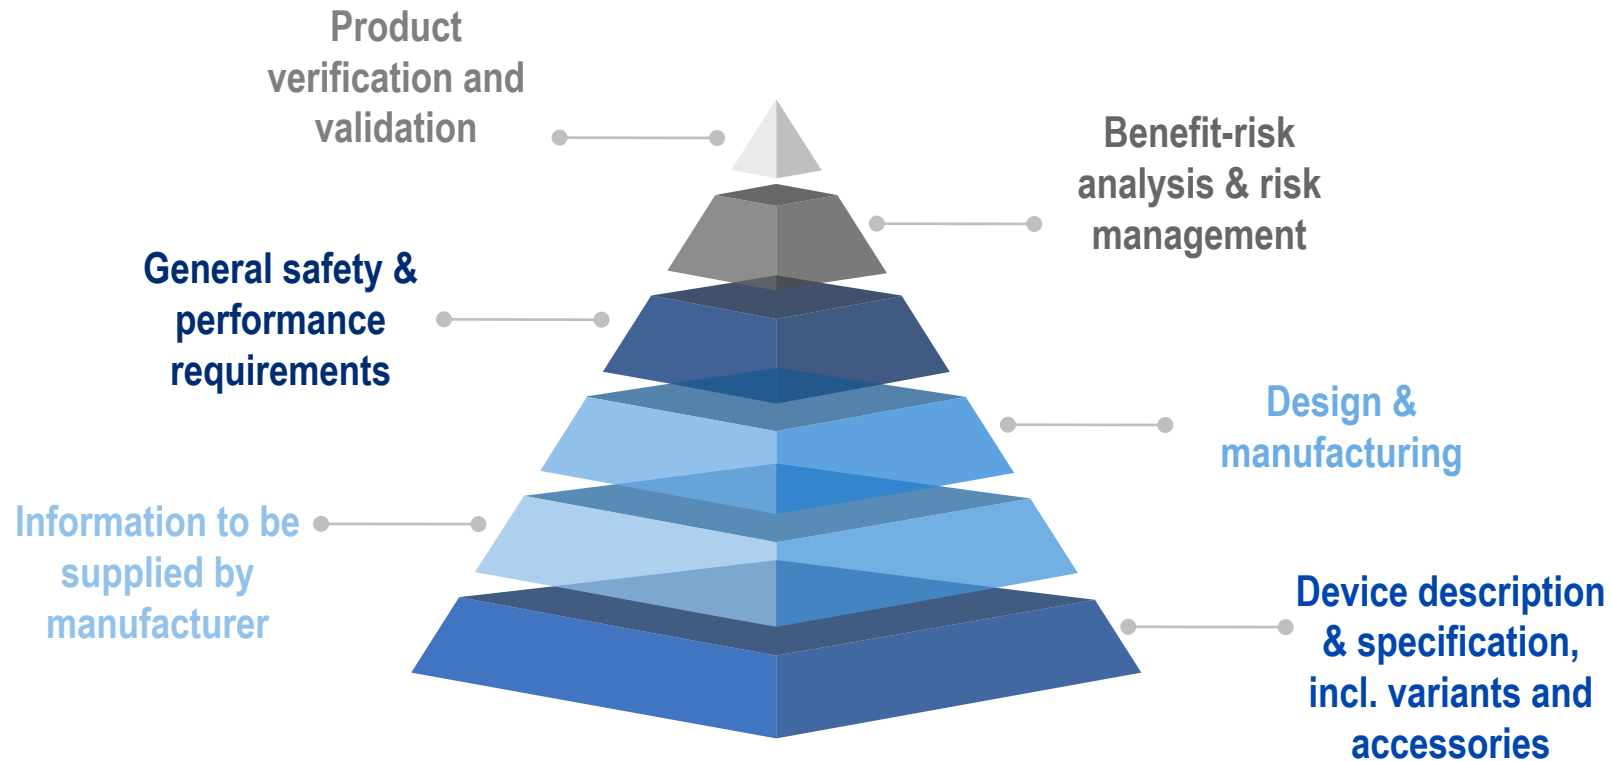 Product
verification and
validation
Benefit-risk
analysis & risk
management
General safety &
performance
requirements
Design &
manufacturing
Information to be
supplied by
manufacturer
Device description
& specification,
incl. variants and
accessories